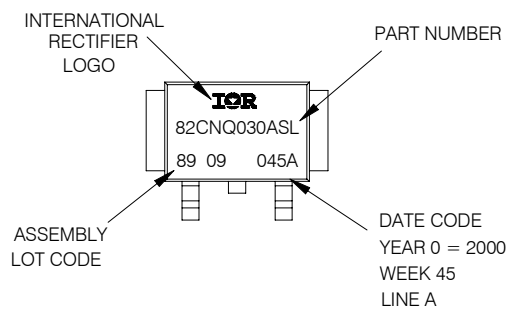 INTERNATIONAL
RECTIFIER
LOGO
PART NUMBER
IOR
82CNQ030ASL
89 09 045A
ASSEMBLY
LOT CODE
DATE CODE
YEAR 0 = 2000
WEEK 45
LINE A